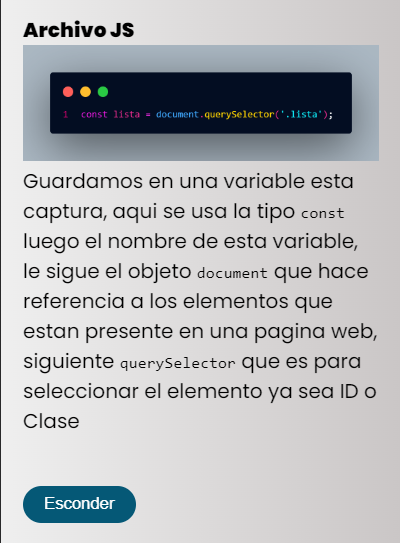 Archivo JS
1 const lista = document.querySelector('.lista');
Guardamos en una variable esta
captura, aqui se usa la tipo const
luego el nombre de esta variable,
le sigue el objeto document que hace
referencia a los elementos que
estan presente en una pagina web,
siguiente querySelector que es para
seleccionar el elemento ya sea ID o
Clase
Esconder